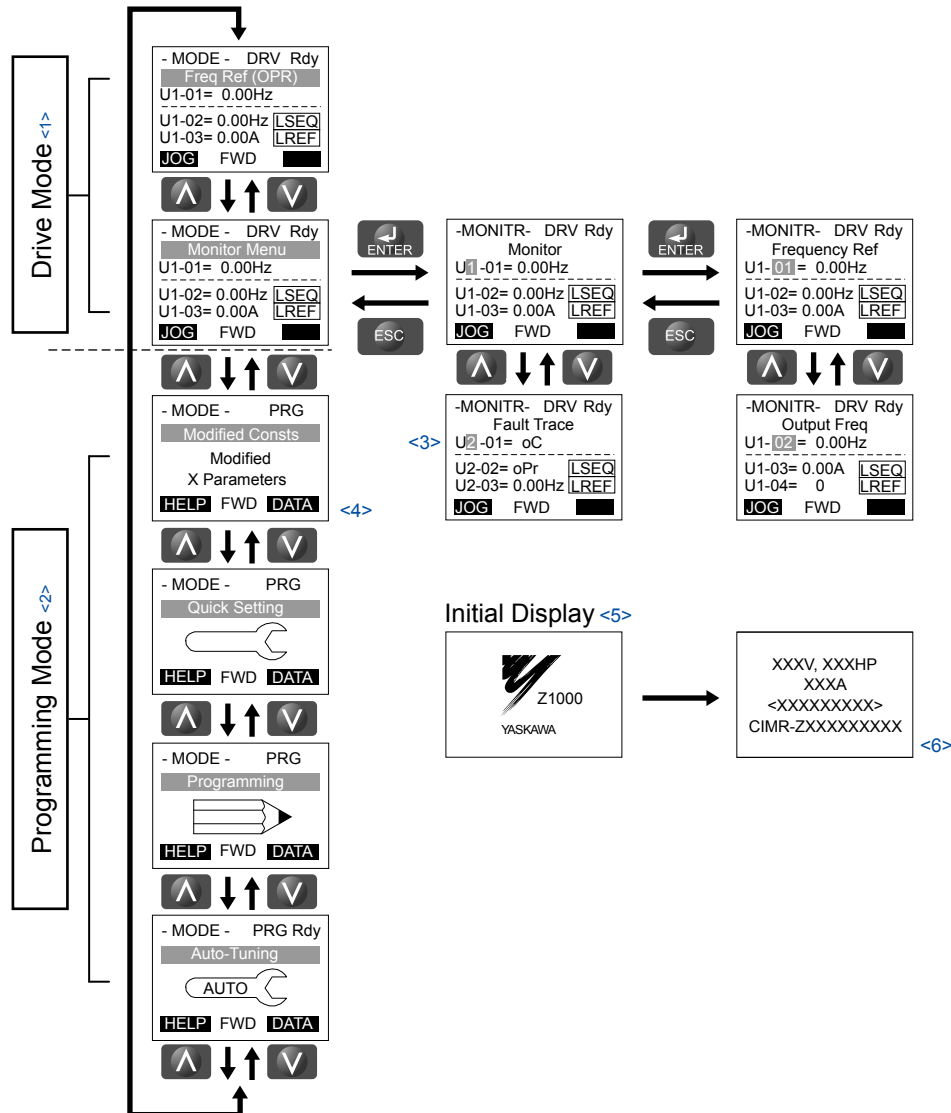 Drive Mode <1>
- MODE - DRV Rdy
Freq Ref (OPR)
U1-01= 0.00Hz
U1-02= 0.00Hz LSEQ
U1-03= 0.00A LREF
JOG FWD
- MODE - DRV Rdy
Monitor Menu
U1-01= 0.00Hz
U1-02= 0.00Hz LSEQ
U1-03= 0.00A LREF
JOG FWD
ENTER
ESC
-MONITR- DRV Rdy
Monitor
U1 -01= 0.00Hz
U1-02= 0.00Hz LSEQ
U1-03= 0.00A LREF
JOG FWD
ENTER
ESC
-MONITR- DRV Rdy
Frequency Ref
U1- 01 = 0.00Hz
U1-02= 0.00Hz LSEQ
U1-03= 0.00A LREF
JOG FWD
<3>
-MONITR- DRV Rdy
Fault Trace
U2 -01= oC
U2-02= oPr LSEQ
U2-03= 0.00Hz LREF
JOG FWD
-MONITR- DRV Rdy
Output Freq
U1- 02 = 0.00Hz
U1-03= 0.00A LSEQ
U1-04= 0 LREF
JOG FWD
Programming Mode <2>
- MODE - PRG
Modified Consts
Modified
X Parameters
HELP FWD DATA
<4>
- MODE - PRG
Quick Setting
HELP FWD DATA
- MODE - PRG
Programming
HELP FWD DATA
- MODE - PRG Rdy
Auto-Tuning
AUTO
HELP FWD DATA
Initial Display <5>
Z1000
YASKAWA
XXXV, XXXHP
XXXA
<XXXXXXXXX>
CIMR-ZXXXXXXXXX
<6>